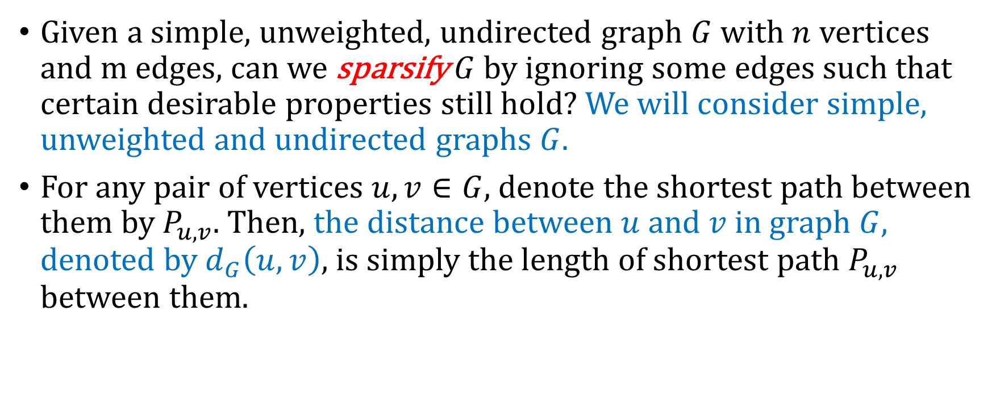 • Given a simple, unweighted, undirected graph G with n vertices
and m edges, can we sparsify G by ignoring some edges such that
certain desirable properties still hold? We will consider simple,
unweighted and undirected graphs G.
• For any pair of vertices u, v ∈ G, denote the shortest path between
them by P_{u,v}. Then, the distance between u and v in graph G,
denoted by d_G(u, v), is simply the length of shortest path P_{u,v}
between them.